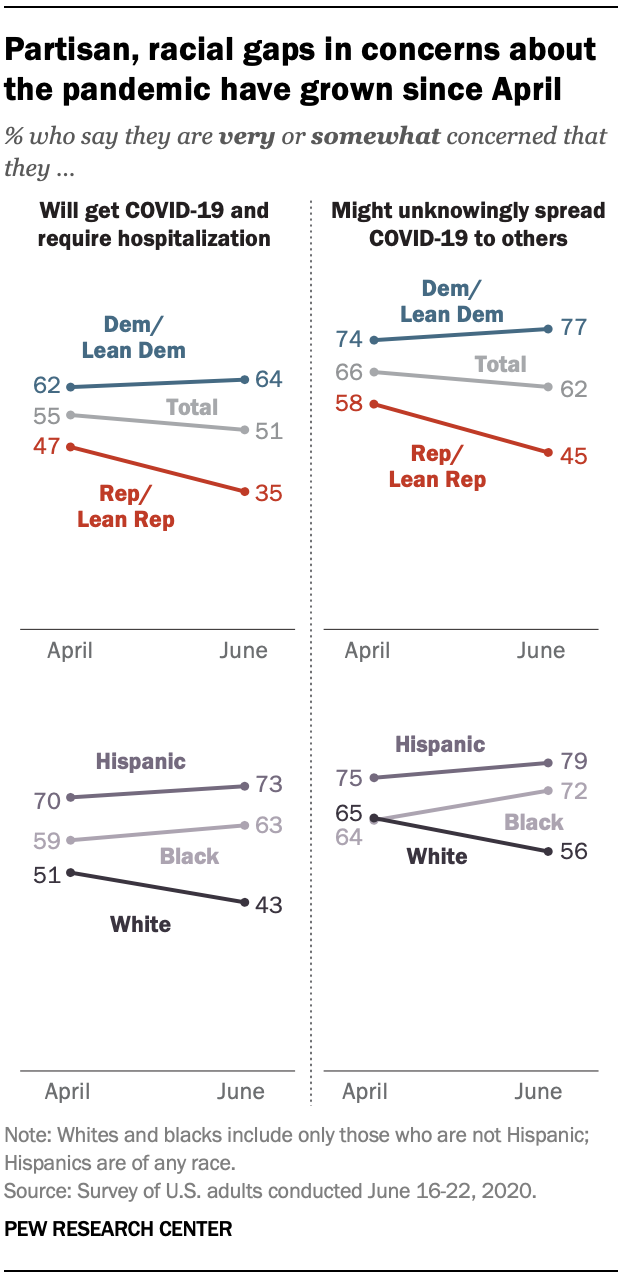 Partisan, racial gaps in concerns about
the pandemic have grown since April
% who say they are very or somewhat concerned that
they ...
Will get COVID-19 and
require hospitalization
Dem/
Lean Dem
62
64
55
Total
51
47
35
Rep/
Lean Rep
April
June
Might unknowingly spread
COVID-19 to others
Dem/
Lean Dem
74
77
66
Total
62
58
45
Rep/
Lean Rep
April
June
Hispanic
70
73
59
63
Black
51
43
White
April
June
Hispanic
75
79
72
65
64
Black
White
56
April
June
Note: Whites and blacks include only those who are not Hispanic;
Hispanics are of any race.
Source: Survey of U.S. adults conducted June 16-22, 2020.
PEW RESEARCH CENTER